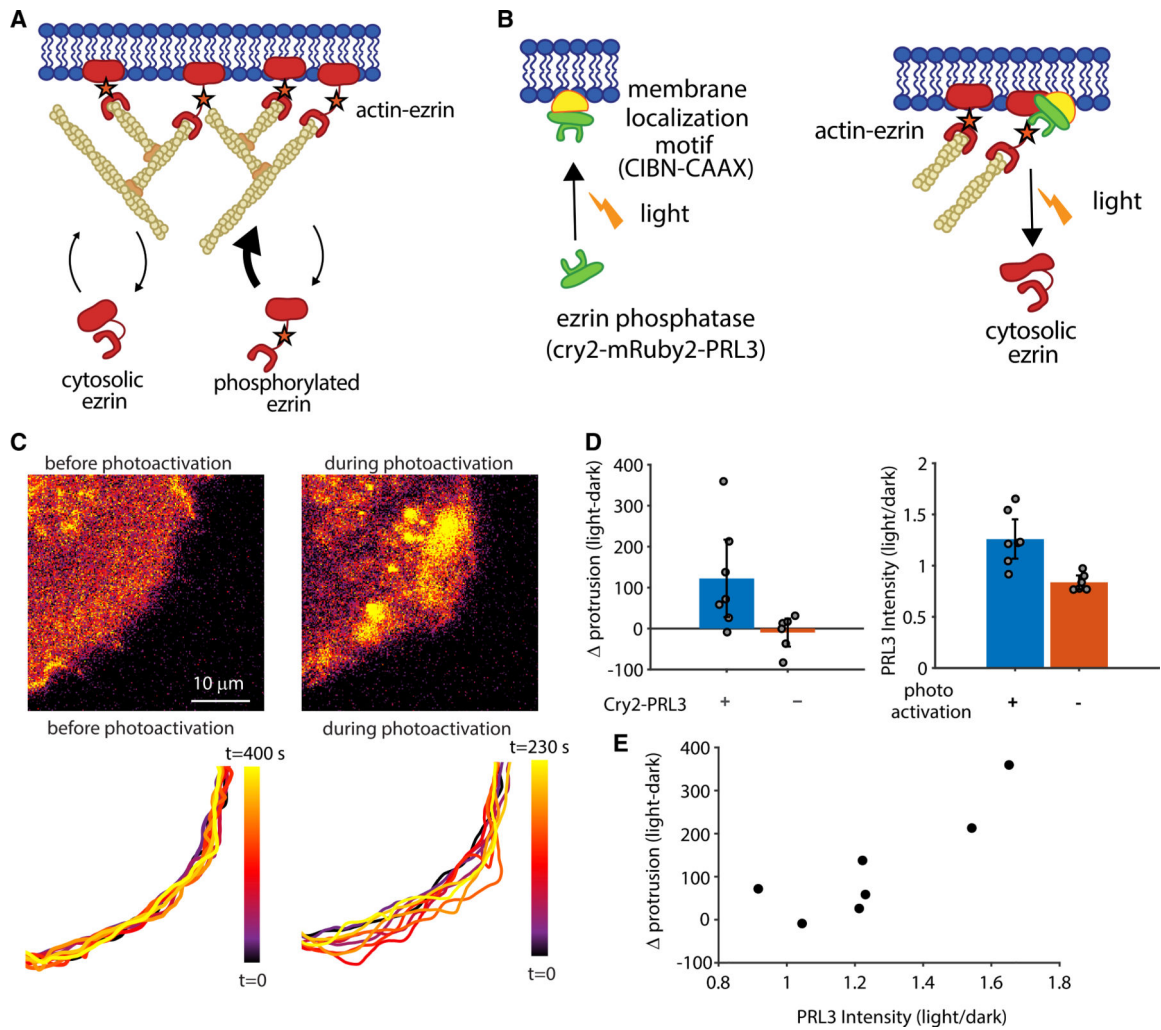 A
actin-ezrin
cytosolic
ezrin
phosphorylated
ezrin
B
membrane
localization
motif
(CIBN-CAAX)
light
ezrin phosphatase
(cry2-mRuby2-PRL3)
actin-ezrin
light
cytosolic
ezrin
C
before photoactivation
during photoactivation
10 μm
before photoactivation
during photoactivation
t=400 s
t=0
t=230 s
t=0
D
Δ protrusion (light-dark)
400
300
200
100
0
-100
Cry2-PRL3
+
−
PRL3 Intensity (light/dark)
2
1.5
1
0.5
0
photo
activation
+
-
E
Δ protrusion (light-dark)
400
300
200
100
0
-100
0.8
1
1.2
1.4
1.6
1.8
PRL3 Intensity (light/dark)